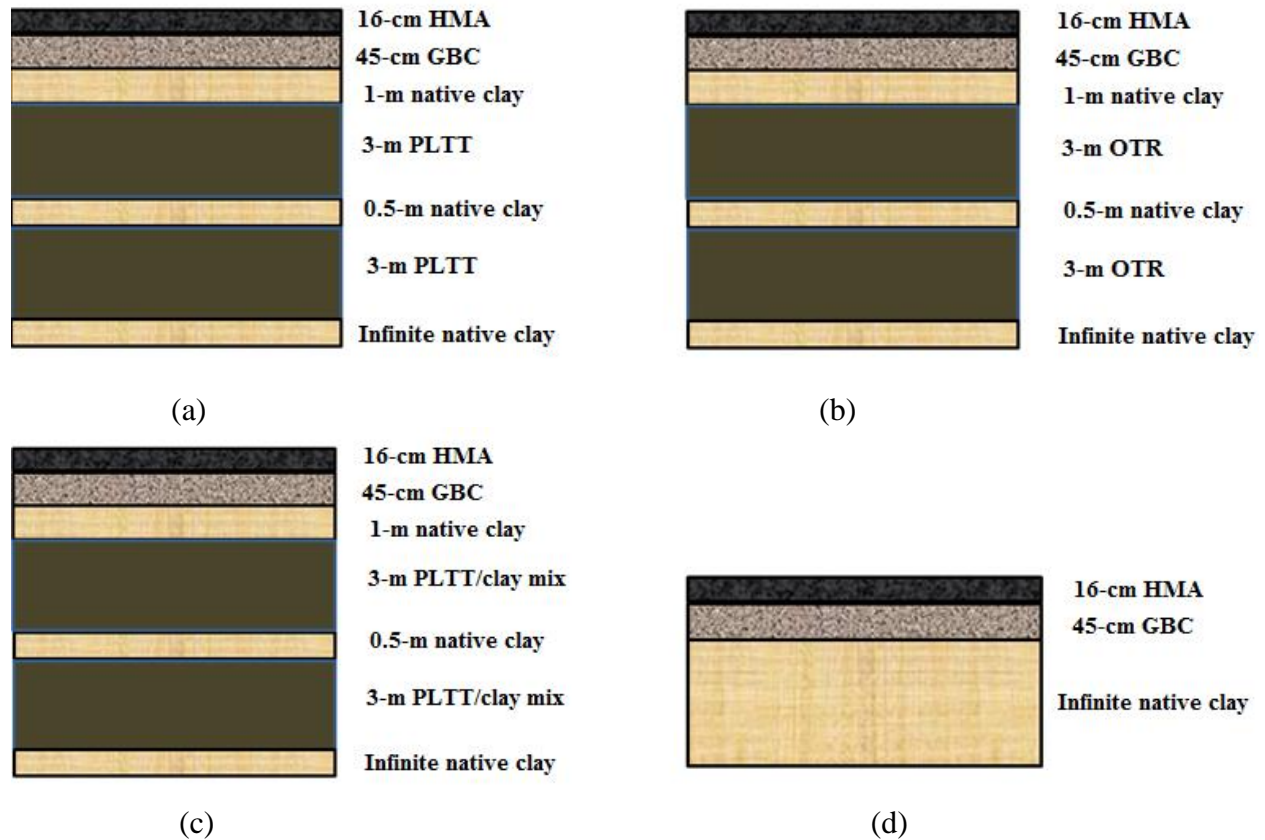 16-cm HMA
45-cm GBC
1-m native clay
3-m PLTT
0.5-m native clay
3-m PLTT
Infinite native clay
(a)
16-cm HMA
45-cm GBC
1-m native clay
3-m OTR
0.5-m native clay
3-m OTR
Infinite native clay
(b)
16-cm HMA
45-cm GBC
1-m native clay
3-m PLTT/clay mix
0.5-m native clay
3-m PLTT/clay mix
Infinite native clay
(c)
16-cm HMA
45-cm GBC
Infinite native clay
(d)